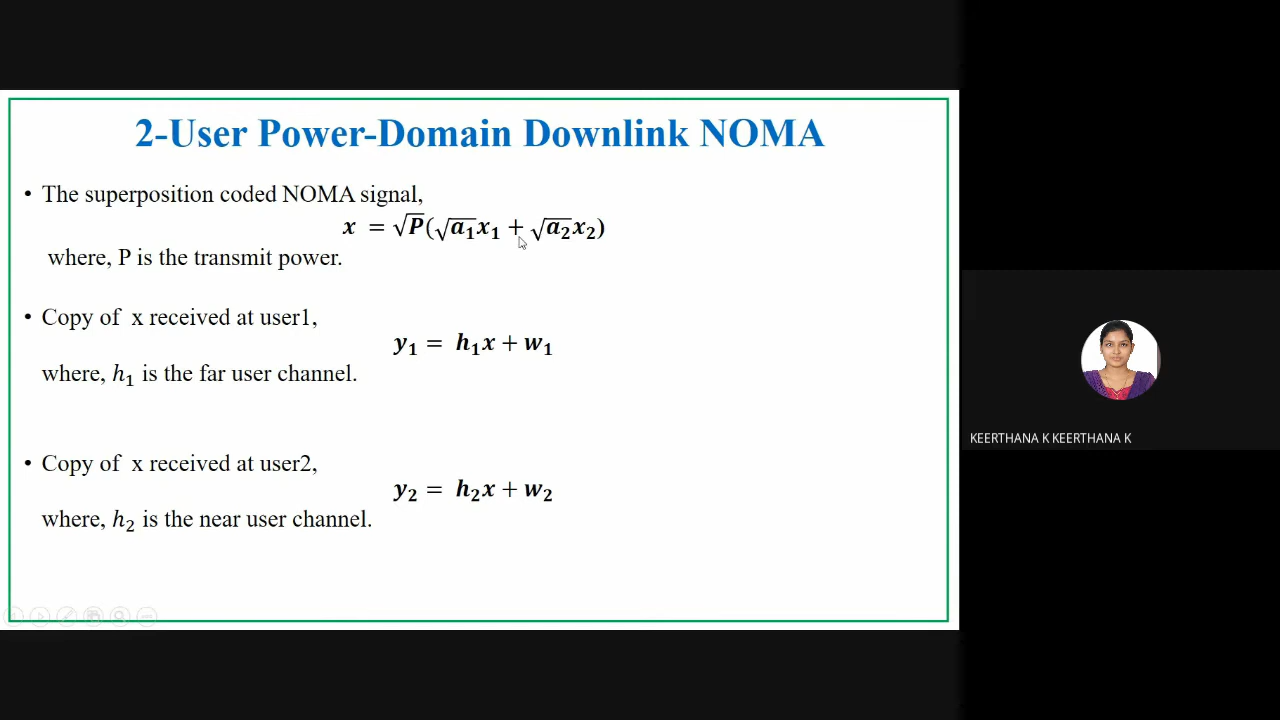 2-User Power-Domain Downlink NOMA
• The superposition coded NOMA signal,
x = √P(√a₁x₁ + √a₂x₂)
where, P is the transmit power.
• Copy of x received at user1,
y₁ = h₁x + w₁
where, h₁ is the far user channel.
• Copy of x received at user2,
y₂ = h₂x + w₂
where, h₂ is the near user channel.
KEERTHANA K KEERTHANA K